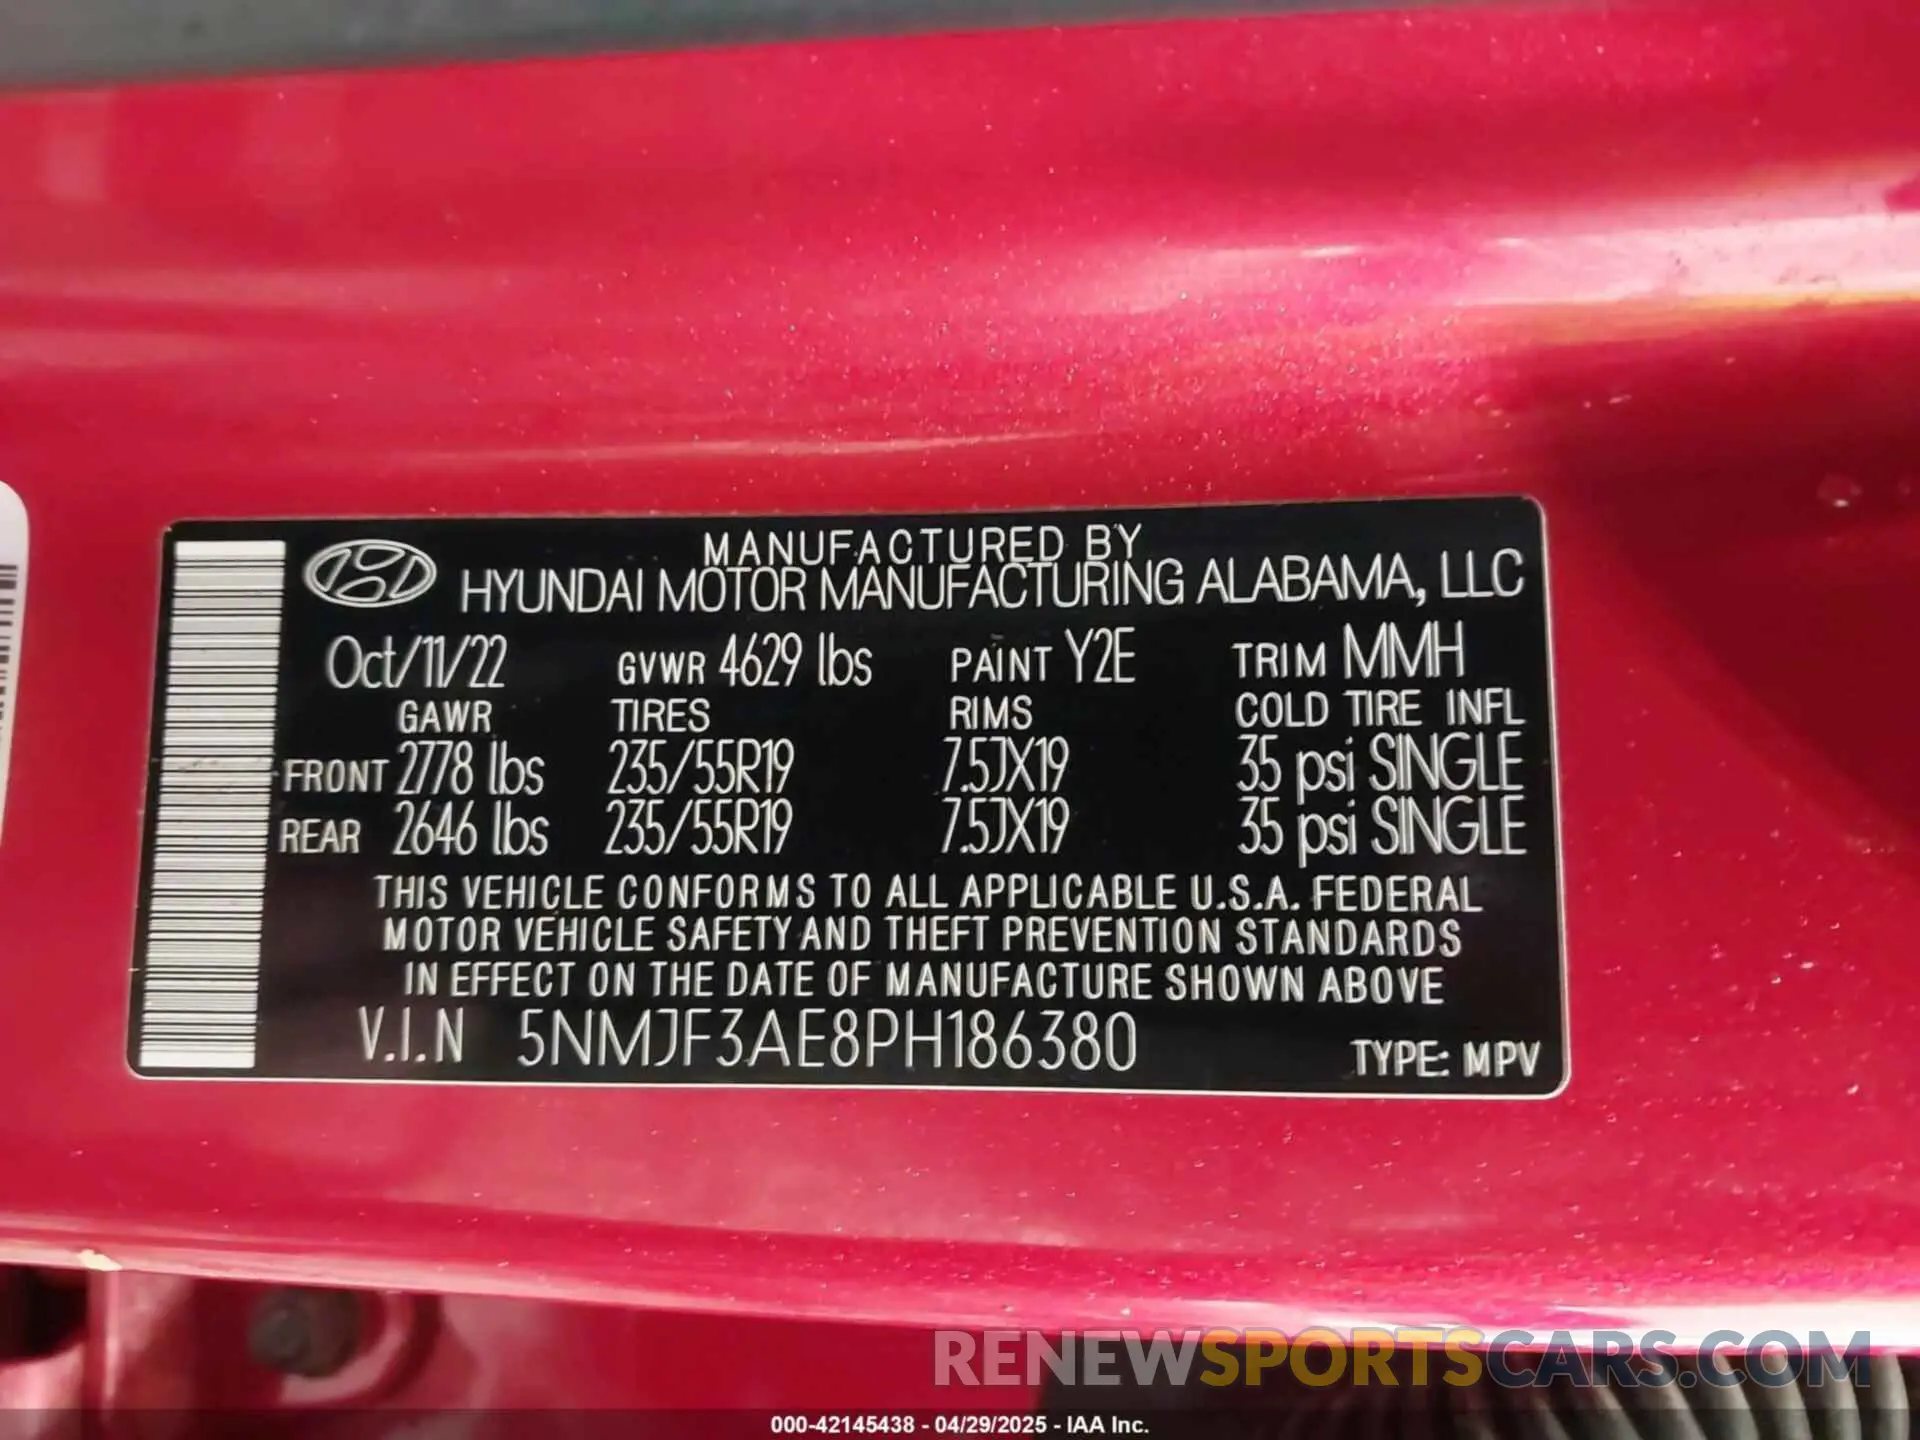 MANUFACTURED BY
HYUNDAI MOTOR MANUFACTURING ALABAMA, LLC
Oct/11/22 GVWR 4629 lbs PAINT Y2E TRIM MMH
GAWR TIRES RIMS COLD TIRE INFL
FRONT 2778 lbs 235/55R19 7.5JX19 35 psi SINGLE
REAR 2646 lbs 235/55R19 7.5JX19 35 psi SINGLE
THIS VEHICLE CONFORMS TO ALL APPLICABLE U.S.A. FEDERAL
MOTOR VEHICLE SAFETY AND THEFT PREVENTION STANDARDS
IN EFFECT ON THE DATE OF MANUFACTURE SHOWN ABOVE
V.I.N 5NMJF3AE8PH186380 TYPE: MPV
RENEWSPORTSCARS.COM
000-42145438 - 04/29/2025 - IAA Inc.